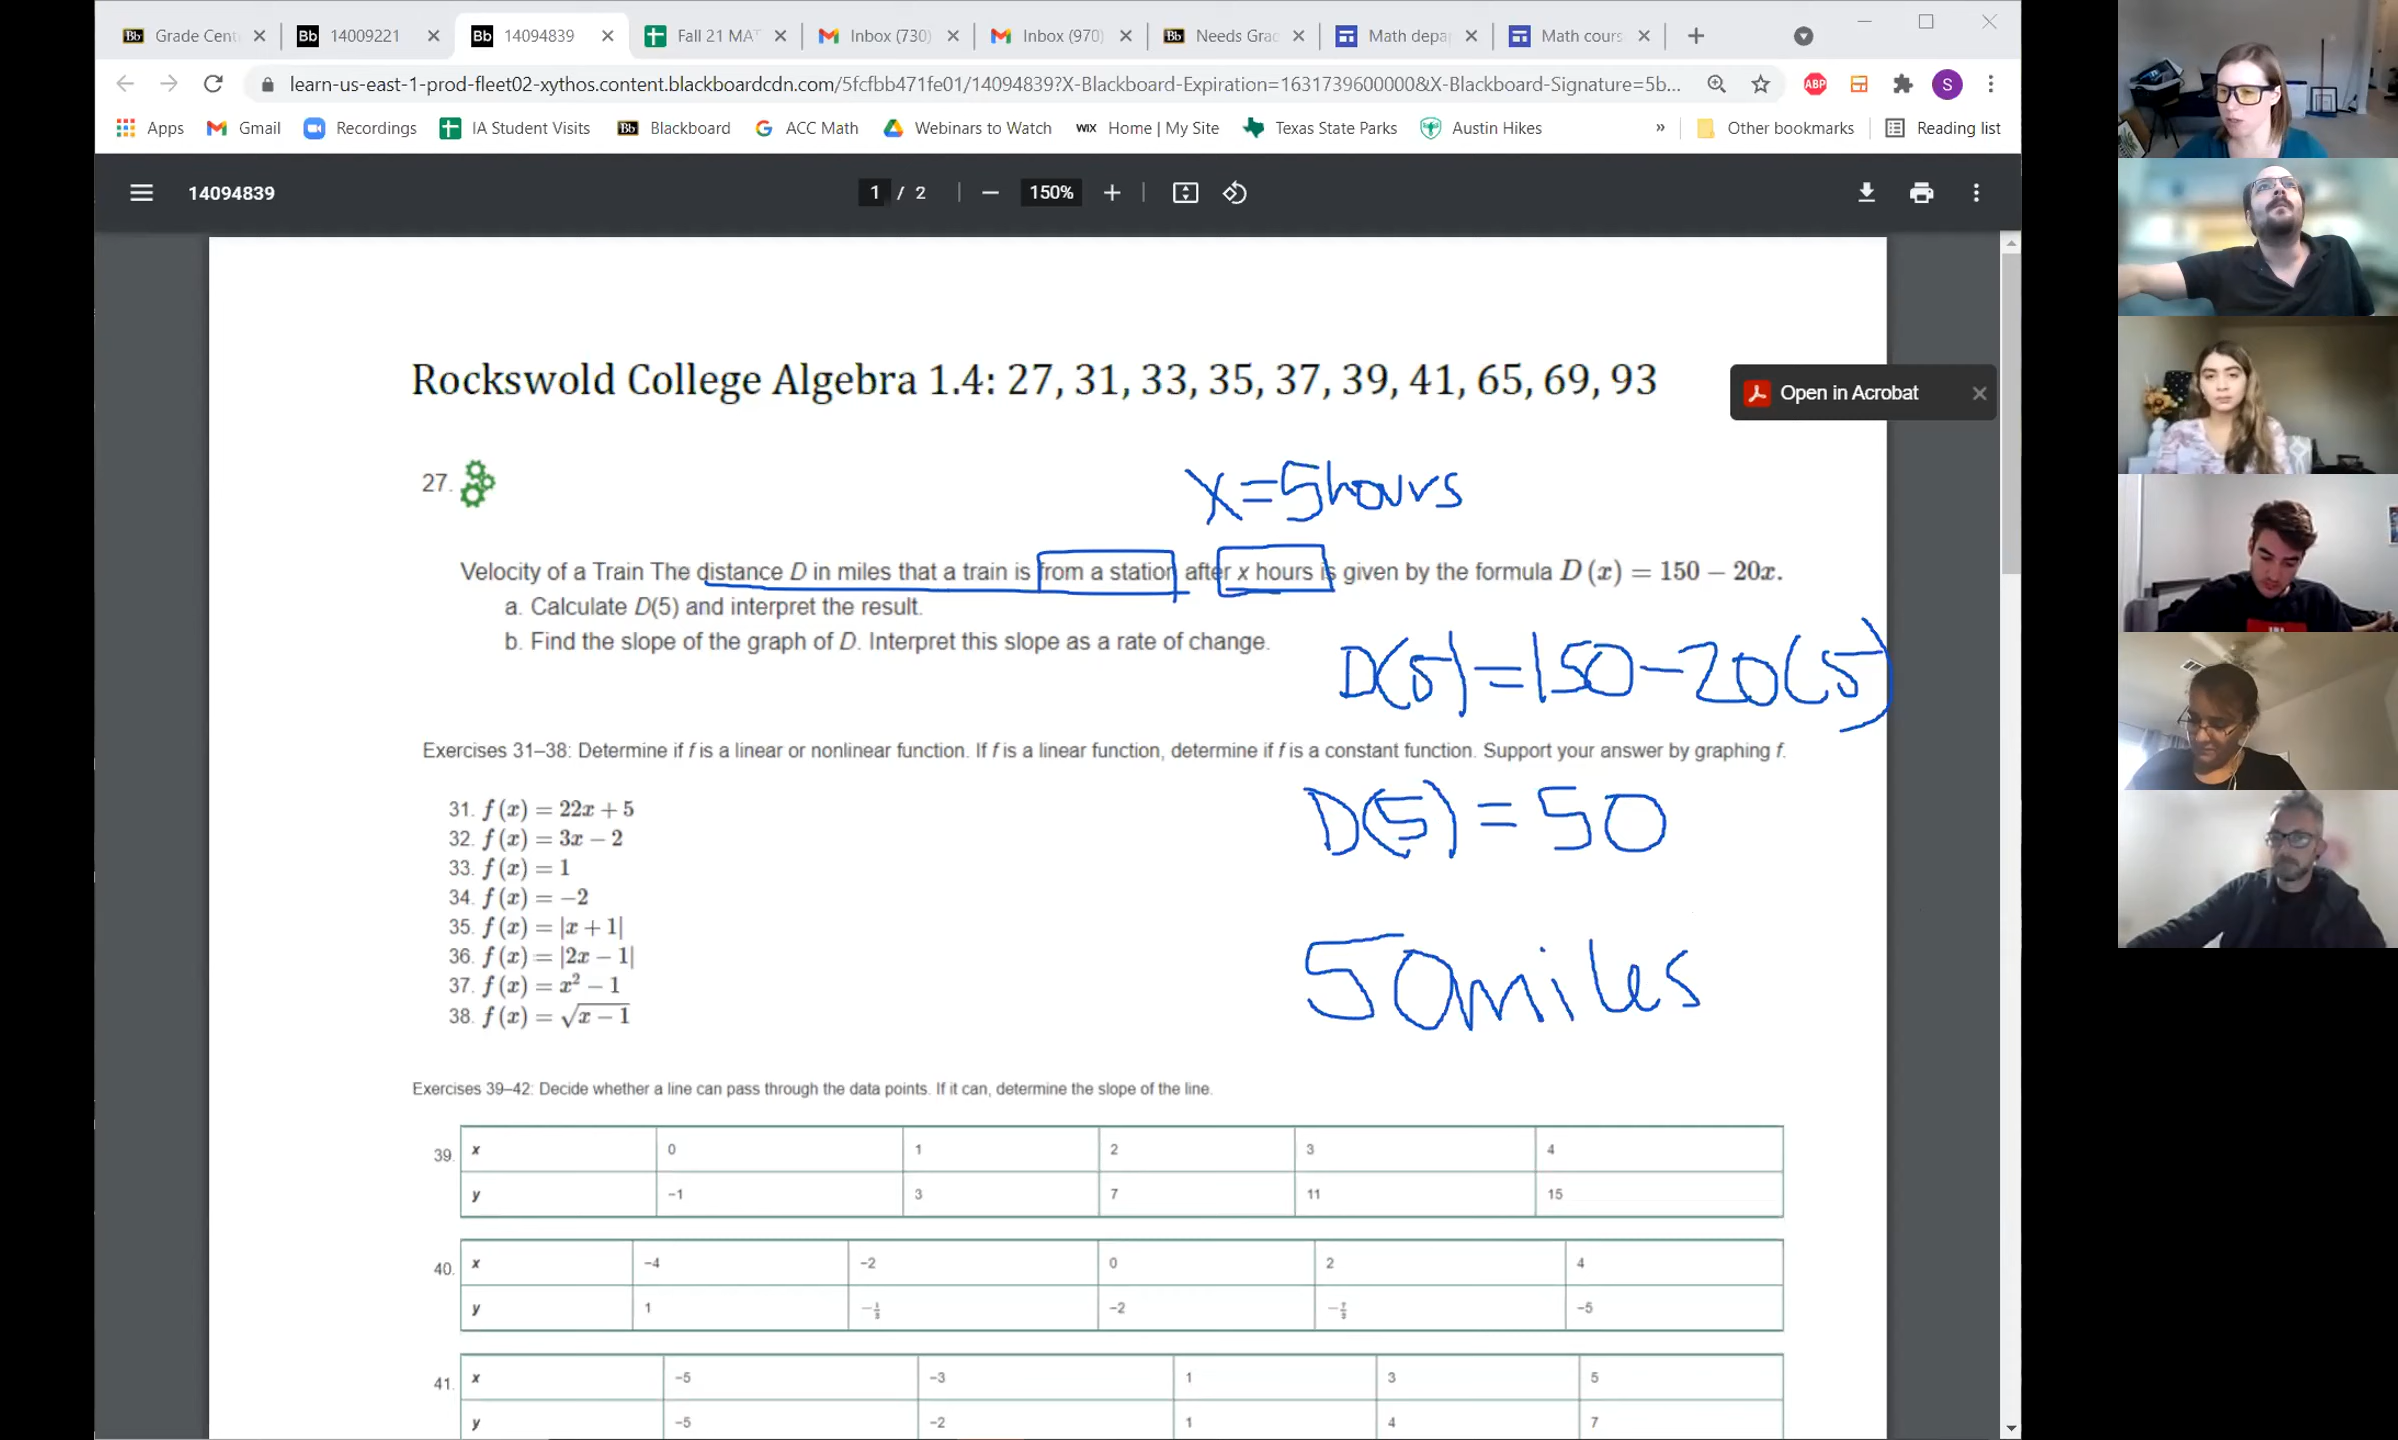 Grade Cent
14009221
14094839
Fall 21 MAT
Inbox (730)
Inbox (970)
Needs Grad
Math depa
Math cours
learn-us-east-1-prod-fleet02-xythos.content.blackboardcdn.com/5fcfbb471fe01/14094839?X-Blackboard-Expiration=1631739600000&X-Blackboard-Signature=5b...
ABP
S
Apps
Gmail
Recordings
IA Student Visits
Bb Blackboard
ACC Math
Webinars to Watch
WIX Home | My Site
Texas State Parks
Austin Hikes
»
Other bookmarks
Reading list
14094839
1 / 2
150%
Rockswold College Algebra 1.4: 27, 31, 33, 35, 37, 39, 41, 65, 69, 93
Open in Acrobat
27.
x=5hours
Velocity of a Train The distance D in miles that a train is from a station after x hours is given by the formula D (x) = 150 − 20x.
a. Calculate D(5) and interpret the result.
b. Find the slope of the graph of D. Interpret this slope as a rate of change.
D(5)=150-20(5)
Exercises 31–38: Determine if f is a linear or nonlinear function. If f is a linear function, determine if f is a constant function. Support your answer by graphing f.
D(5) = 50
31. f (x) = 22x + 5
32. f (x) = 3x − 2
33. f (x) = 1
34. f (x) = −2
35. f (x) = |x + 1|
36. f (x) = |2x − 1|
37. f (x) = x² − 1
38. f (x) = √x − 1
50miles
Exercises 39–42: Decide whether a line can pass through the data points. If it can, determine the slope of the line.
39. x 0 1 2 3 4
y −1 3 7 11 15
40. x −4 −2 0 2 4
y 1 −2 −5
41. x −5 −3 1 3 5
y −5 −2 1 4 7